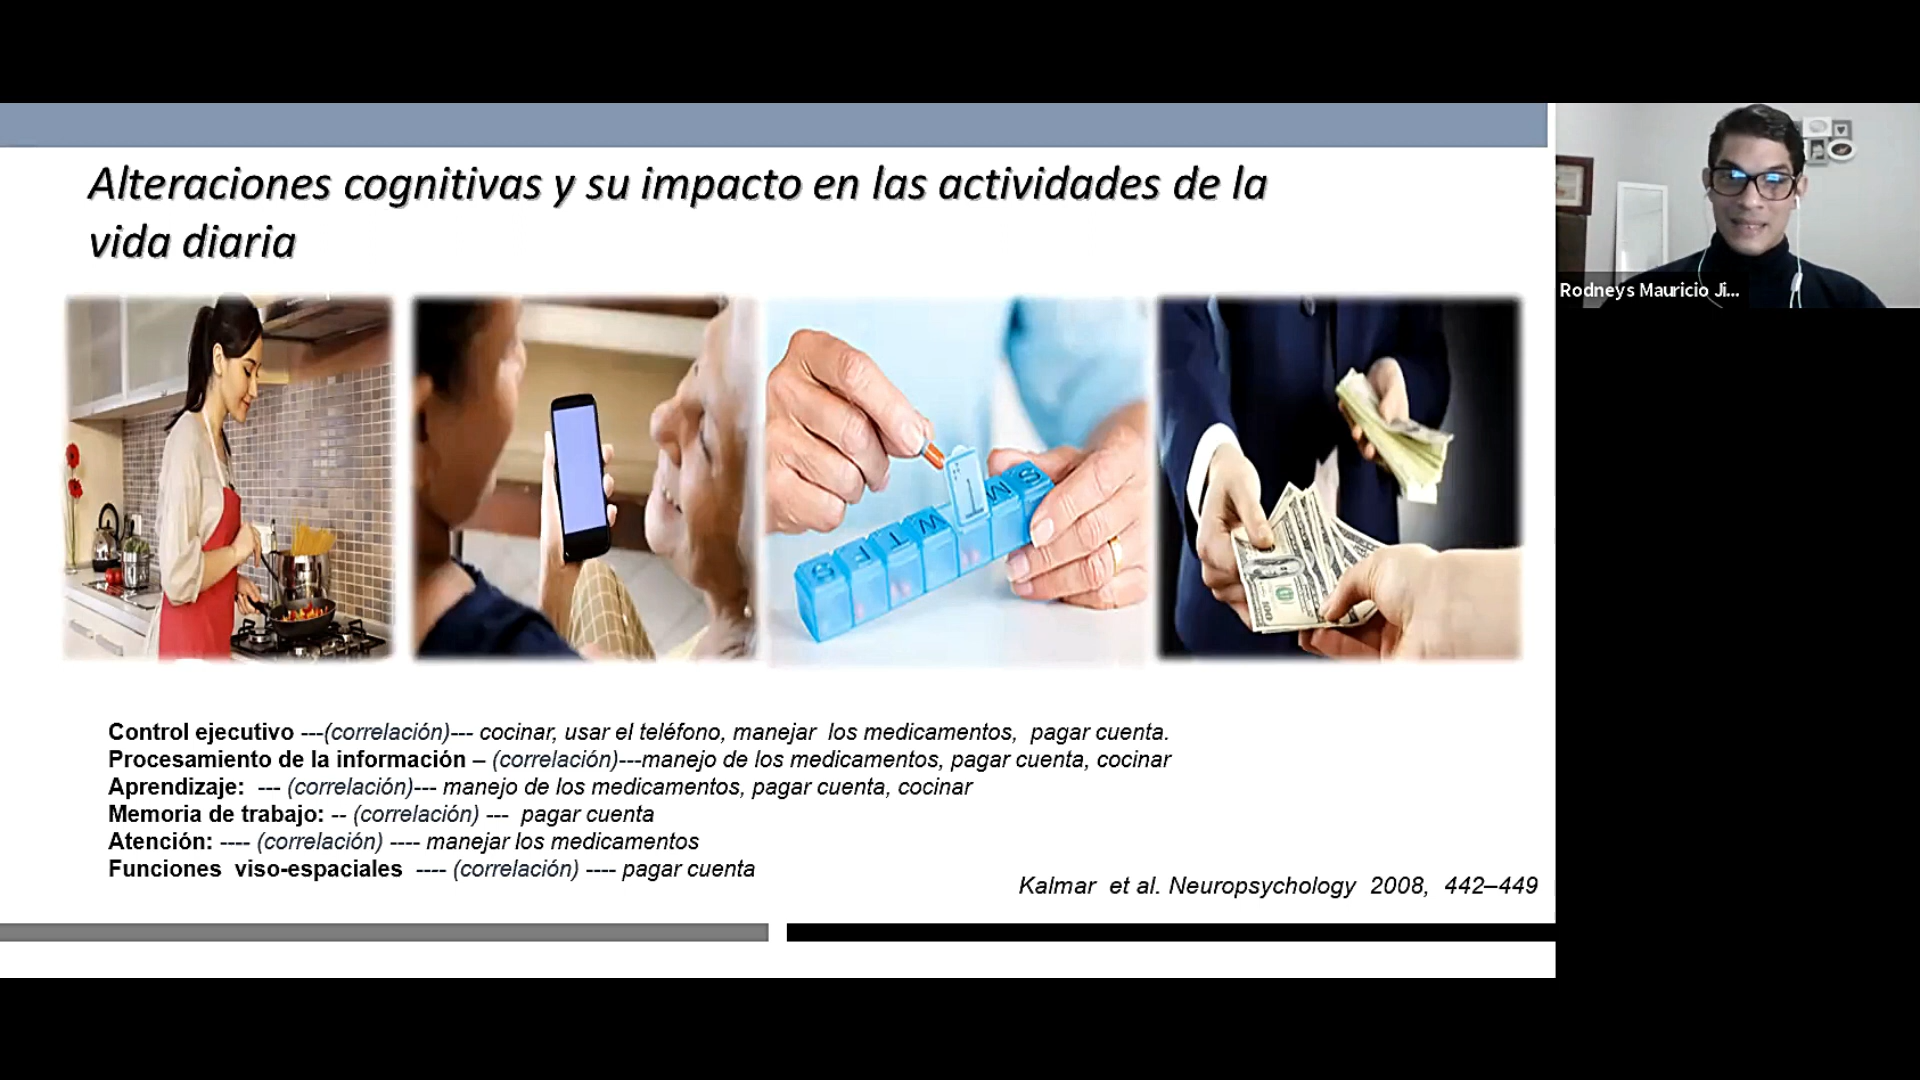 Alteraciones cognitivas y su impacto en las actividades de la
vida diaria
Rodneys Mauricio Ji...
S F T W T M S
100
Control ejecutivo ---(correlación)--- cocinar, usar el teléfono, manejar los medicamentos, pagar cuenta.
Procesamiento de la información – (correlación)---manejo de los medicamentos, pagar cuenta, cocinar
Aprendizaje: --- (correlación)--- manejo de los medicamentos, pagar cuenta, cocinar
Memoria de trabajo: -- (correlación) --- pagar cuenta
Atención: ---- (correlación) ---- manejar los medicamentos
Funciones viso-espaciales ---- (correlación) ---- pagar cuenta
Kalmar et al. Neuropsychology 2008, 442–449